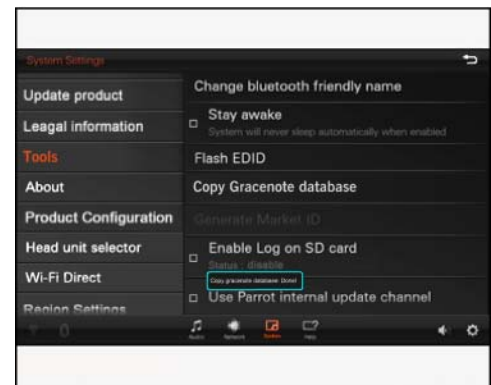 System Settings
Update product
Leagal information
Tools
About
Product Configuration
Head unit selector
Wi-Fi Direct
Region Settings
Change bluetooth friendly name
Stay awake
System will never sleep automatically when enabled
Flash EDID
Copy Gracenote database
Generate Market ID
Enable Log on SD card
Status : disable
Copy gracenote database: Done!
Use Parrot internal update channel
0
Audio
Network
System
Help